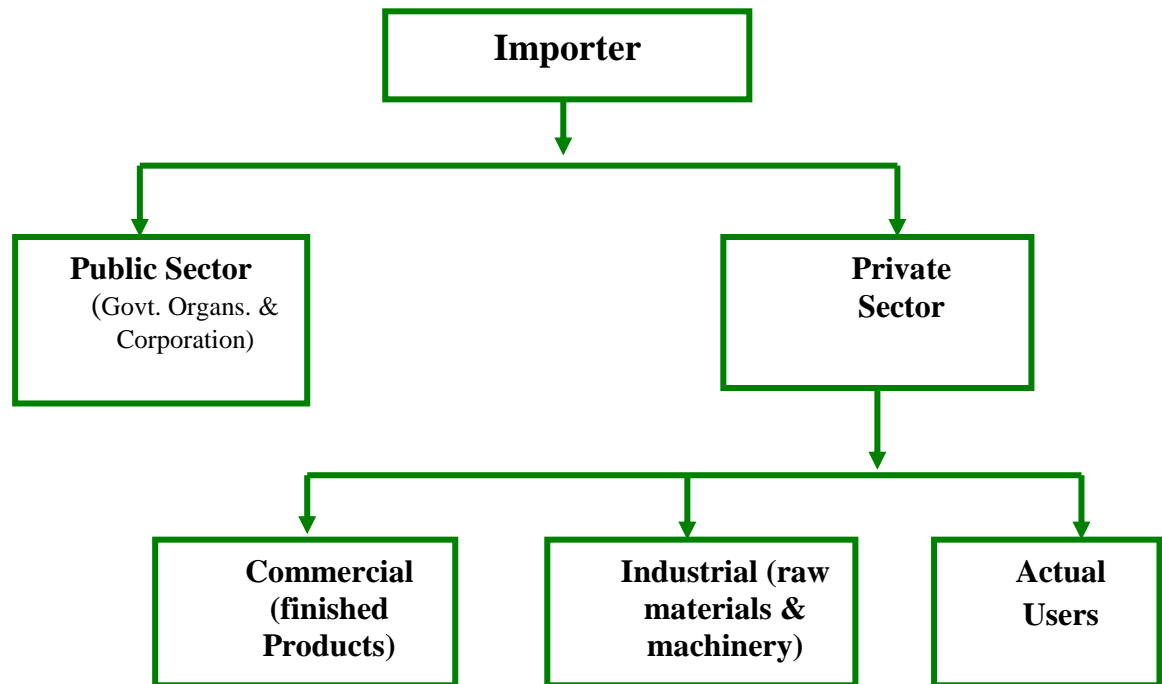 Importer
Public Sector
(Govt. Organs. &
Corporation)
Private
Sector
Commercial
(finished
Products)
Industrial (raw
materials &
machinery)
Actual
Users